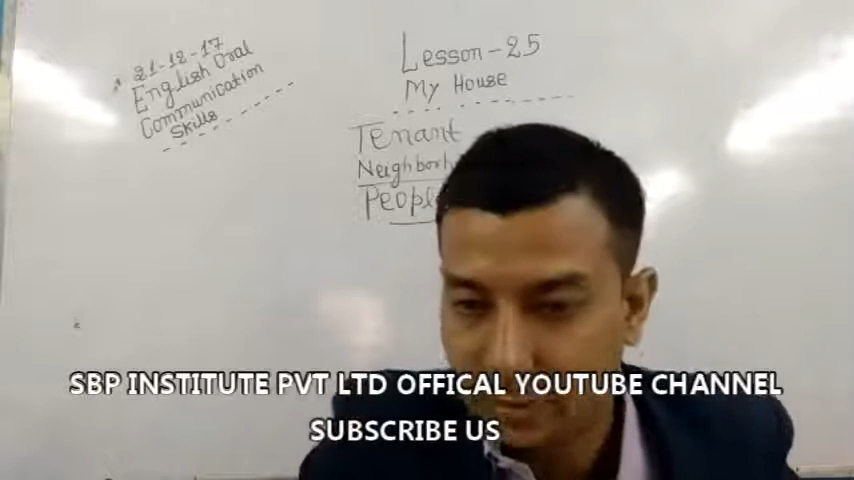 21-12-17
English Oral
Communication
Skills
Lesson - 25
My House
Tenant
SBP INSTITUTE PVT LTD OFFICAL YOUTUBE CHANNEL
SUBSCRIBE US